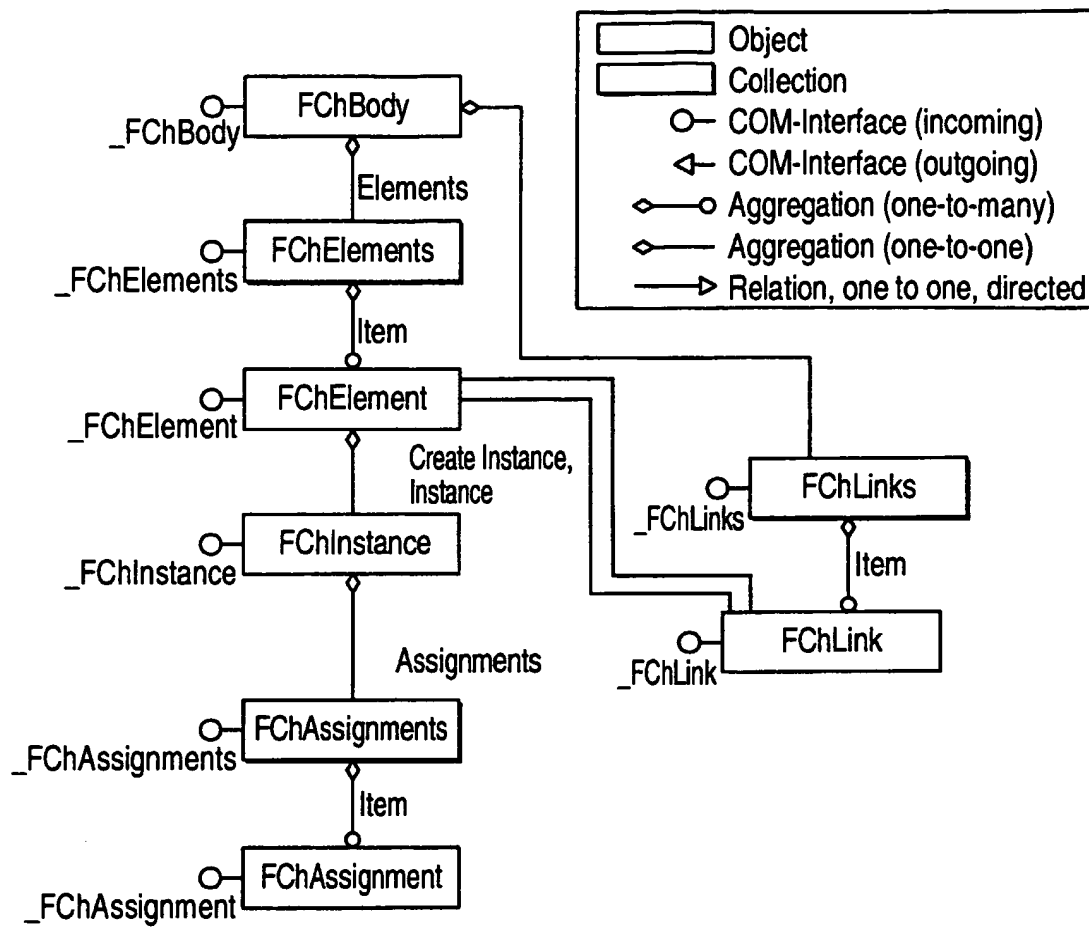 Object
Collection
COM-Interface (incoming)
COM-Interface (outgoing)
Aggregation (one-to-many)
Aggregation (one-to-one)
Relation, one to one, directed
FChBody
_FChBody
Elements
FChElements
_FChElements
Item
FChElement
_FChElement
Create Instance,
Instance
FChInstance
_FChInstance
Assignments
FChAssignments
_FChAssignments
Item
FChAssignment
_FChAssignment
FChLinks
_FChLinks
Item
FChLink
_FChLink